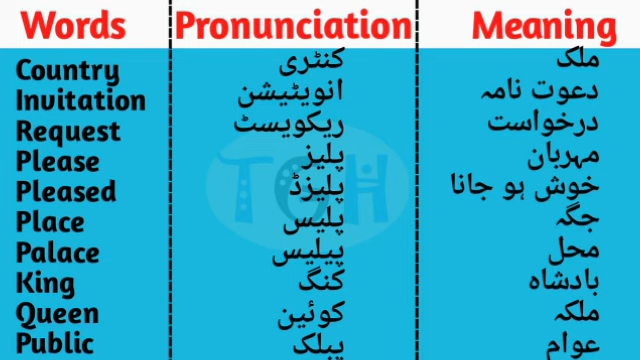 Words Pronunciation Meaning
Country کنٹری ملک
Invitation انویٹیشن دعوت نامہ
Request ریکویسٹ درخواست
Please پلیز مہربان
Pleased پلیزڈ خوش ہو جانا
Place پلیس جگہ
Palace پیلیس محل
King کنگ بادشاہ
Queen کوئین ملکہ
Public پبلک عوام
TGH